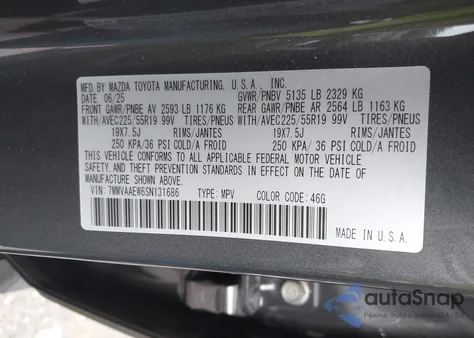 MFD. BY MAZDA TOYOTA MANUFACTURING, U.S.A., INC.
DATE 06/25 GVWR/PNBV 5135 LB 2329 KG
FRONT GAWR/PNBE AV 2593 LB 1176 KG REAR GAWR/PNBE AR 2564 LB 1163 KG
WITH/AVEC225/55R19 99V TIRES/PNEUS WITH/AVEC225/55R19 99V TIRES/PNEUS
19X7.5J RIMS/JANTES 19X7.5J RIMS/JANTES
250 KPA/36 PSI COLD/A FROID 250 KPA/36 PSI COLD/A FROID
THIS VEHICLE CONFORMS TO ALL APPLICABLE FEDERAL MOTOR VEHICLE
SAFETY, BUMPER, AND THEFT PREVENTION STANDARDS IN EFFECT ON THE
DATE OF MANUFACTURE SHOWN ABOVE.
VIN: 7MMVAAEW6SN131686 TYPE: MPV COLOR CODE: 46G
MADE IN U.S.A.
autoSnap
Pewne auto z USA i EU